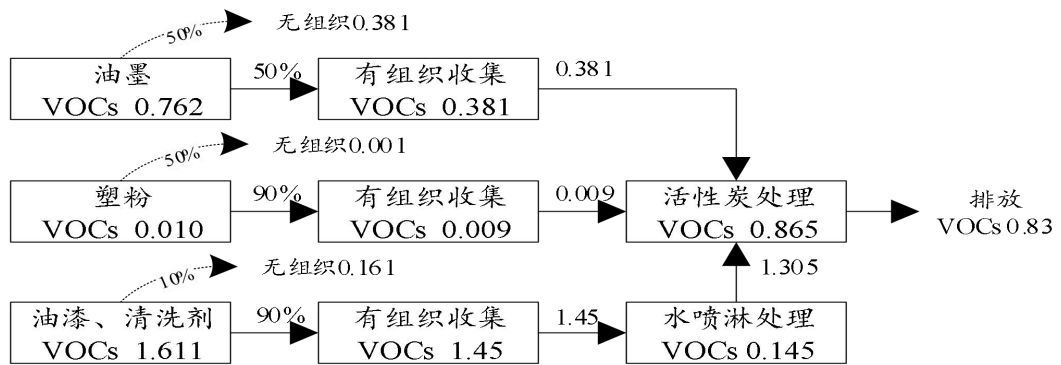 50%
无组织0.381
油墨
VOCs 0.762
50%
有组织收集
VOCs 0.381
0.381
50%
无组织0.001
塑粉
VOCs 0.010
90%
有组织收集
VOCs 0.009
0.009
活性炭处理
VOCs 0.865
排放
VOCs 0.83
10%
无组织0.161
1.305
油漆、清洗剂
VOCs 1.611
90%
有组织收集
VOCs 1.45
1.45
水喷淋处理
VOCs 0.145